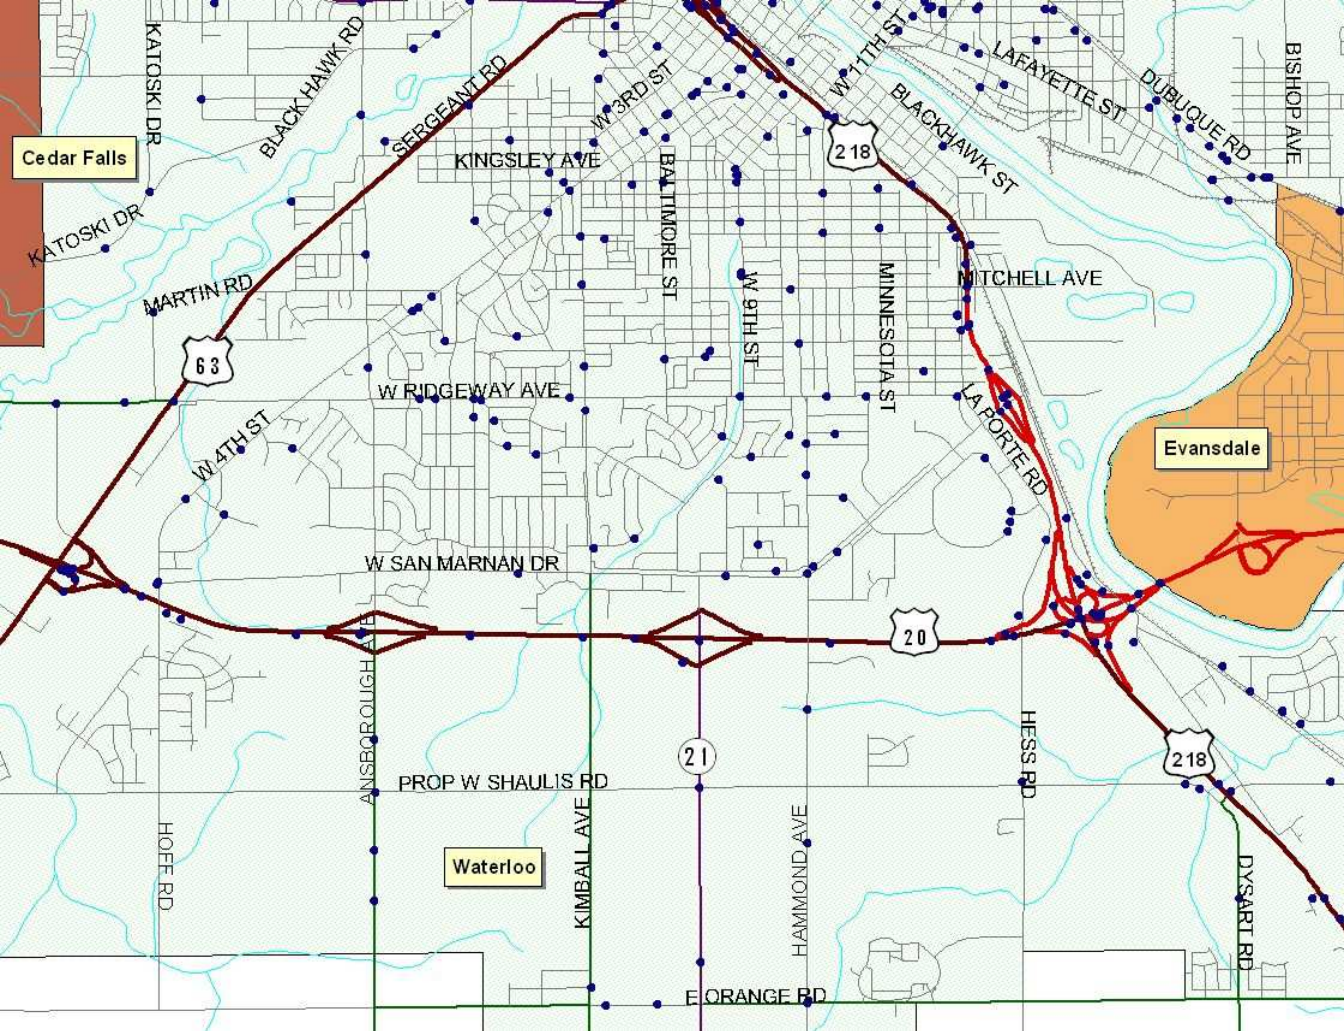 KATOSKI DR
BLACK HAWK RD
SERGEANT RD
W 3RD ST
W 11TH ST
LAFAYETTE ST
DUBUQUE RD
BISHOP AVE
Cedar Falls
KINGSLEY AVE
218
BLACKHAWK ST
KATOSKI DR
BALTIMORE ST
MARTIN RD
W 9TH ST
MINNESOTA ST
MITCHELL AVE
63
W RIDGEWAY AVE
W 4TH ST
LA PORTE RD
Evansdale
W SAN MARNAN DR
20
ANSBOROUGH AVE
21
HESS RD
218
PROP W SHAULIS RD
HOFF RD
Waterloo
KIMBALL AVE
HAMMOND AVE
DYSART RD
E ORANGE RD